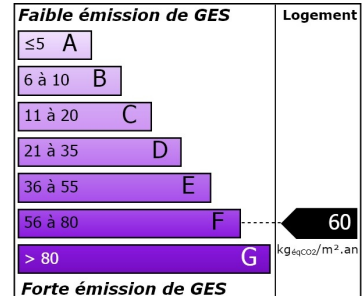 Faible émission de GES
Logement
≤5 A
6 à 10 B
11 à 20 C
21 à 35 D
36 à 55 E
56 à 80 F
60
kgéqCO2/m².an
> 80 G
Forte émission de GES